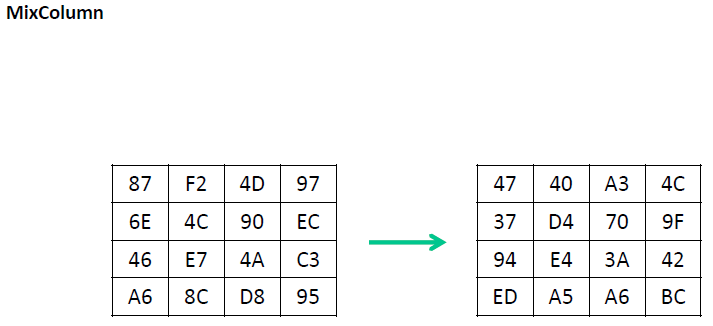 MixColumn
87 F2 4D 97 47 40 A3 4C
6E 4C 90 EC 37 D4 70 9F
46 E7 4A C3 94 E4 3A 42
A6 8C D8 95 ED A5 A6 BC